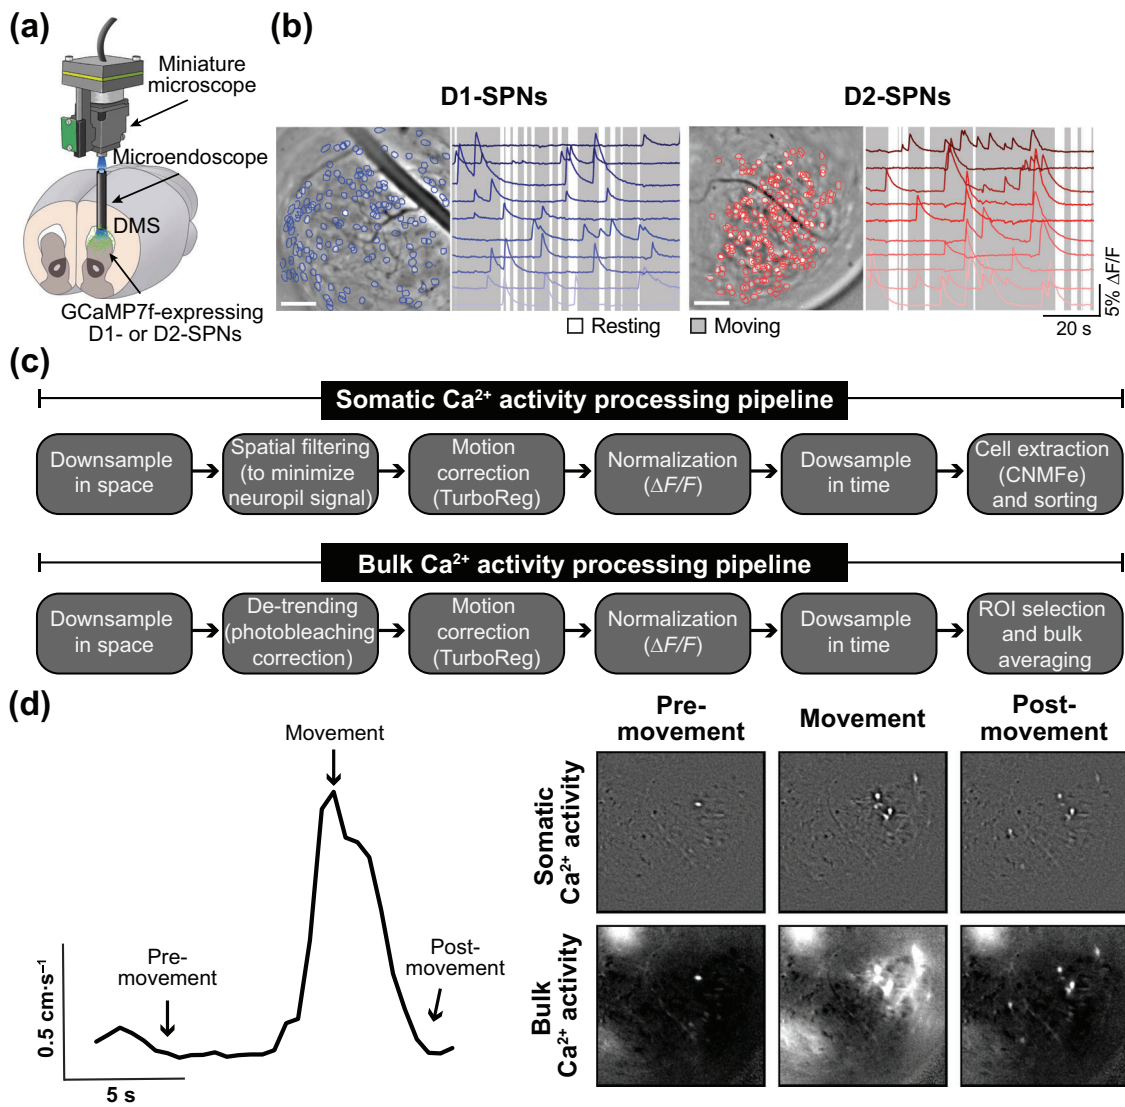 (a)
Miniature
microscope
Microendoscope
DMS
GCaMP7f-expressing
D1- or D2-SPNs
(b)
D1-SPNs
D2-SPNs
Resting
Moving
5% ΔF/F
20 s
(c)
Somatic Ca²⁺ activity processing pipeline
Downsample
in space
Spatial filtering
(to minimize
neuropil signal)
Motion
correction
(TurboReg)
Normalization
(ΔF/F)
Dowsample
in time
Cell extraction
(CNMFe)
and sorting
Bulk Ca²⁺ activity processing pipeline
Downsample
in space
De-trending
(photobleaching
correction)
Motion
correction
(TurboReg)
Normalization
(ΔF/F)
Dowsample
in time
ROI selection
and bulk
averaging
(d)
Movement
Pre-
movement
Post-
movement
0.5 cm·s⁻¹
5 s
Pre-
movement
Movement
Post-
movement
Somatic
Ca²⁺ activity
Bulk
Ca²⁺ activity